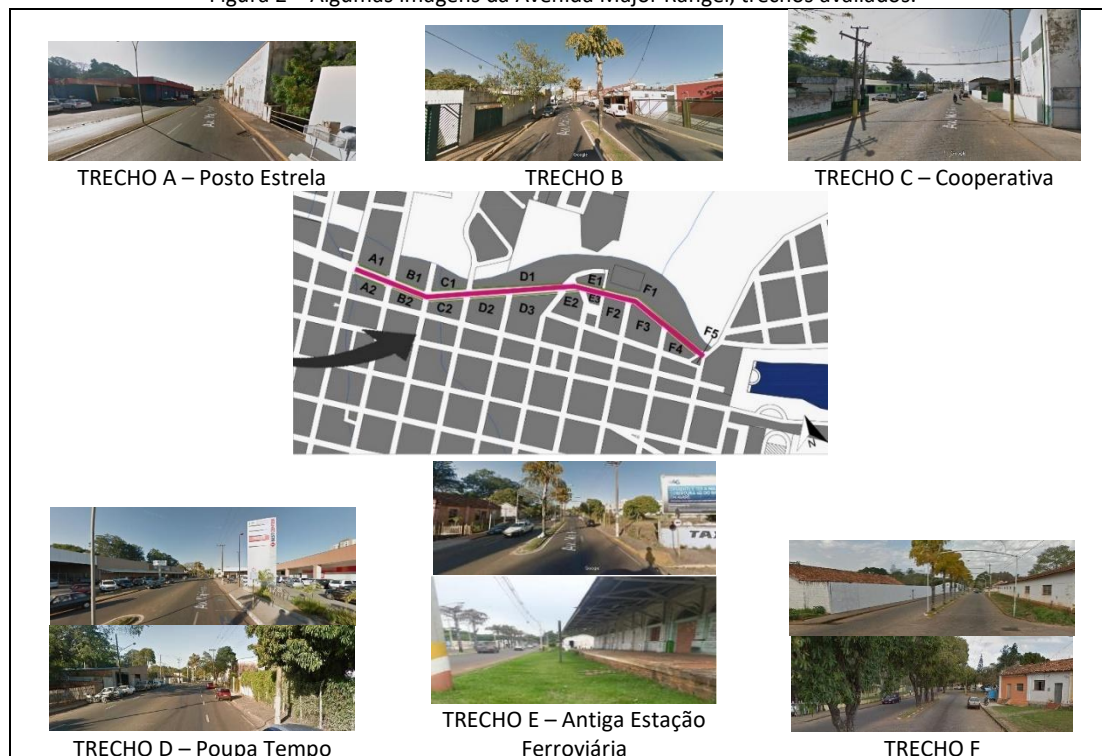 Figura 2 – Algumas imagens da Avenida Major Rangel, trechos avaliados.
TRECHO A – Posto Estrela
TRECHO B
TRECHO C – Cooperativa
A1
B1
C1
D1
E1
F1
A2
B2
C2
D2
D3
E2
E3
F2
F3
F4
F5
N
TRECHO D – Poupa Tempo
TRECHO E – Antiga Estação
Ferroviária
TRECHO F